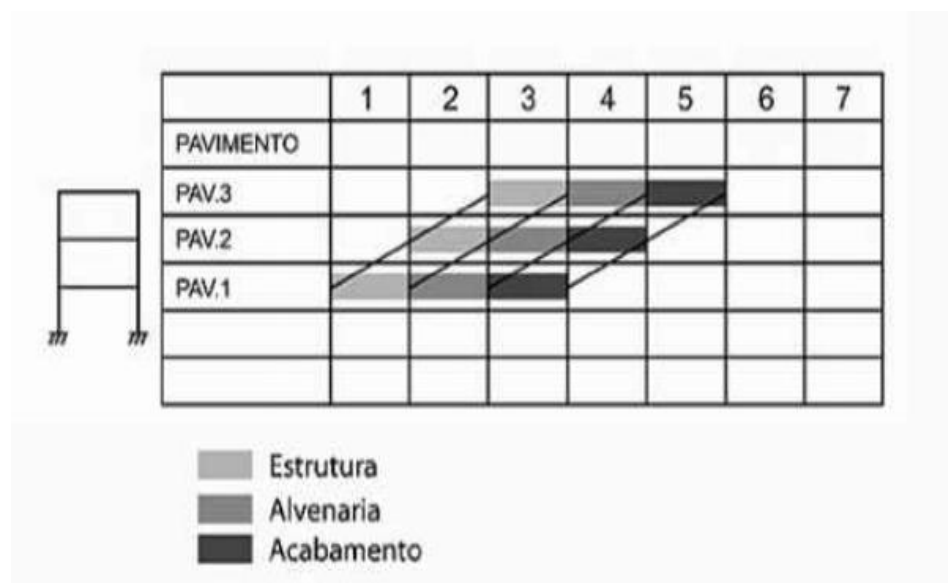 1 2 3 4 5 6 7
PAVIMENTO
PAV.3
PAV.2
PAV.1
Estrutura
Alvenaria
Acabamento